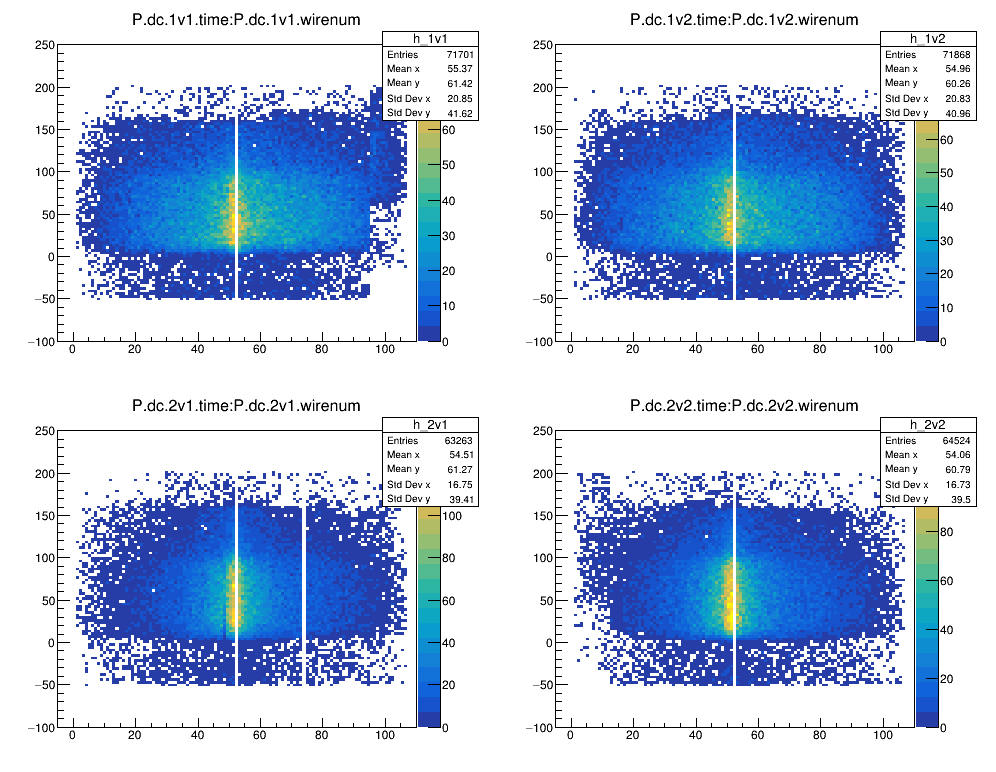 P.dc.1v1.time:P.dc.1v1.wirenum
h_1v1
Entries 71701
Mean x 55.37
Mean y 61.42
Std Dev x 20.85
Std Dev y 41.62
250
200
150
100
50
0
−50
−100
0 20 40 60 80 100
60
50
40
30
20
10
0
P.dc.1v2.time:P.dc.1v2.wirenum
h_1v2
Entries 71868
Mean x 54.96
Mean y 60.26
Std Dev x 20.83
Std Dev y 40.96
250
200
150
100
50
0
−50
−100
0 20 40 60 80 100
60
50
40
30
20
10
0
P.dc.2v1.time:P.dc.2v1.wirenum
h_2v1
Entries 63263
Mean x 54.51
Mean y 61.27
Std Dev x 16.75
Std Dev y 39.41
250
200
150
100
50
0
−50
−100
0 20 40 60 80 100
100
80
60
40
20
0
P.dc.2v2.time:P.dc.2v2.wirenum
h_2v2
Entries 64524
Mean x 54.06
Mean y 60.79
Std Dev x 16.73
Std Dev y 39.5
250
200
150
100
50
0
−50
−100
0 20 40 60 80 100
80
60
40
20
0